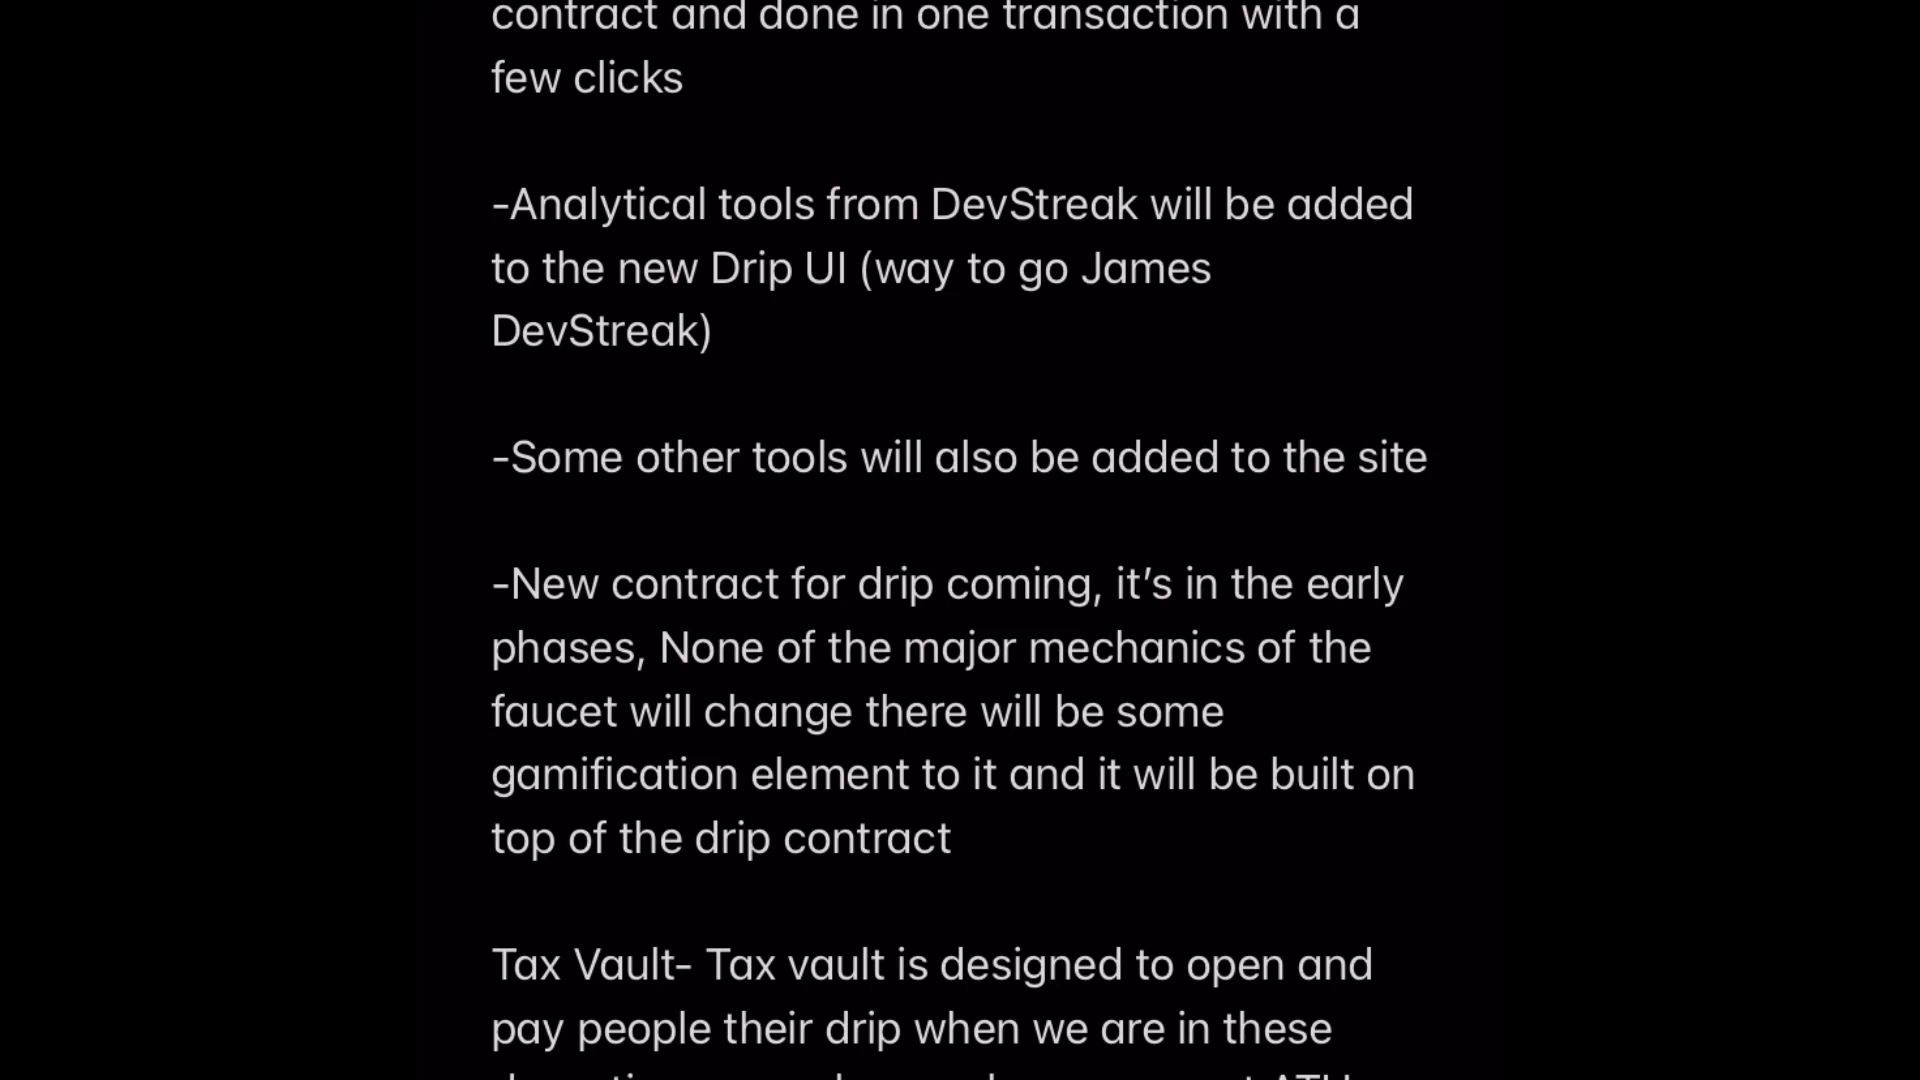 contract and done in one transaction with a
few clicks
-Analytical tools from DevStreak will be added
to the new Drip UI (way to go James
DevStreak)
-Some other tools will also be added to the site
-New contract for drip coming, it’s in the early
phases, None of the major mechanics of the
faucet will change there will be some
gamification element to it and it will be built on
top of the drip contract
Tax Vault- Tax vault is designed to open and
pay people their drip when we are in these